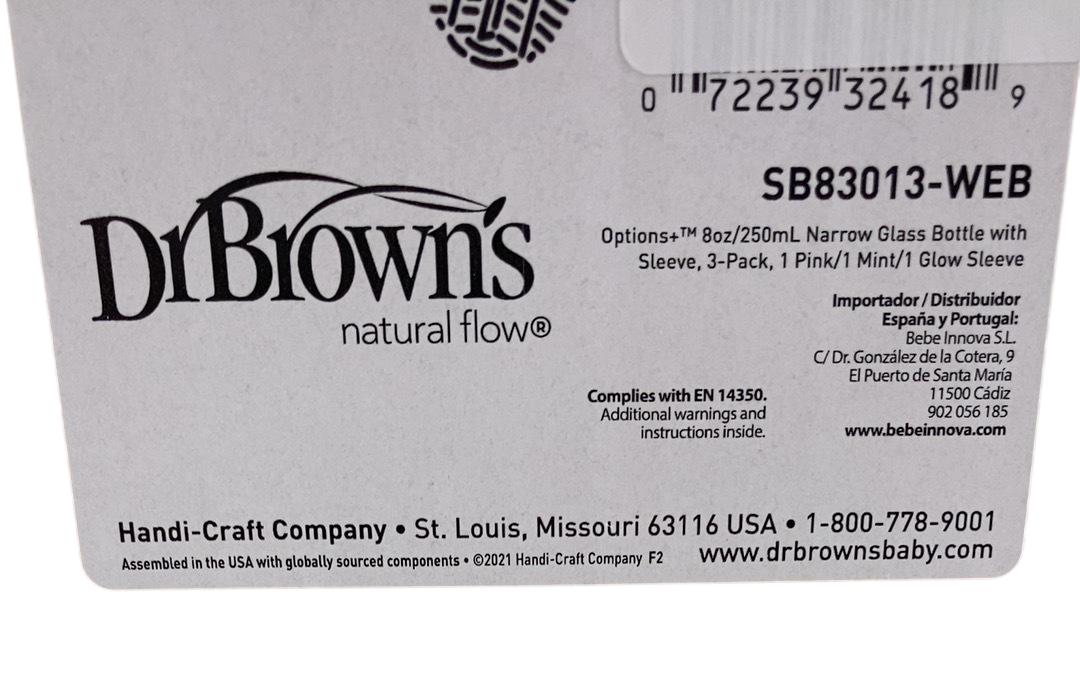 0 72239 32418 9
SB83013-WEB
Options+™ 8oz/250mL Narrow Glass Bottle with
Sleeve, 3-Pack, 1 Pink/1 Mint/1 Glow Sleeve
Dr Brown's
natural flow®
Importador / Distribuidor
España y Portugal:
Bebe Innova S.L.
C/ Dr. González de la Cotera, 9
El Puerto de Santa María
11500 Cádiz
902 056 185
www.bebeinnova.com
Complies with EN 14350.
Additional warnings and
instructions inside.
Handi-Craft Company • St. Louis, Missouri 63116 USA • 1-800-778-9001
Assembled in the USA with globally sourced components • ©2021 Handi-Craft Company F2
www.drbrownsbaby.com